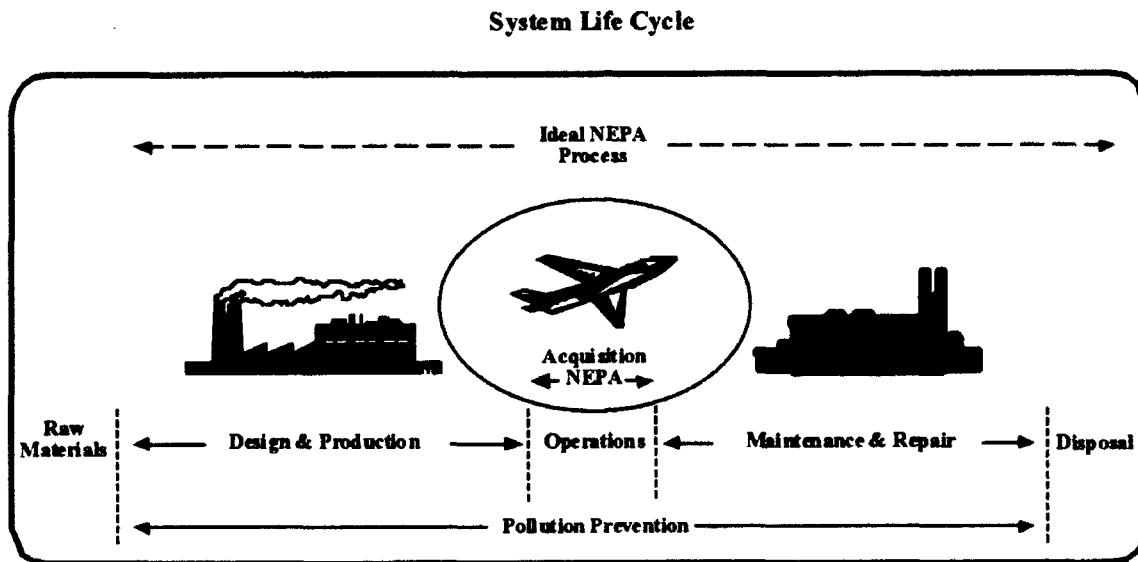 System Life Cycle
Ideal NEPA
Process
Acquisition
NEPA
Raw
Materials
Design & Production
Operations
Maintenance & Repair
Disposal
Pollution Prevention